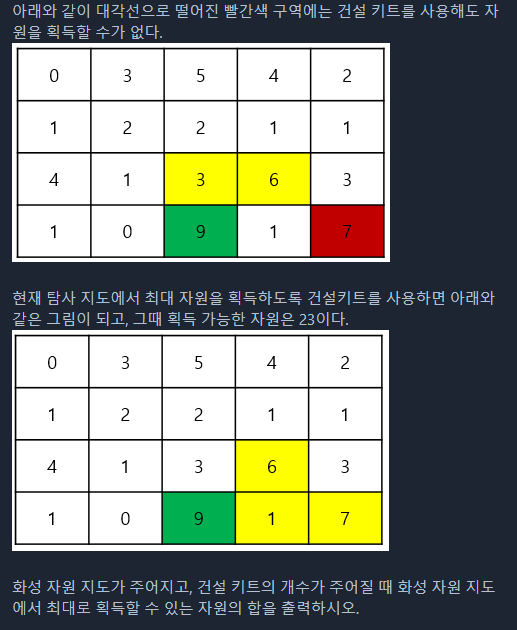 아래와 같이 대각선으로 떨어진 빨간색 구역에는 건설 키트를 사용해도 자
원을 획득할 수가 없다.
0 3 5 4 2
1 2 2 1 1
4 1 3 6 3
1 0 9 1 7
현재 탐사 지도에서 최대 자원을 획득하도록 건설키트를 사용하면 아래와
같은 그림이 되고, 그때 획득 가능한 자원은 23이다.
0 3 5 4 2
1 2 2 1 1
4 1 3 6 3
1 0 9 1 7
화성 자원 지도가 주어지고, 건설 키트의 개수가 주어질 때 화성 자원 지도
에서 최대로 획득할 수 있는 자원의 합을 출력하시오.